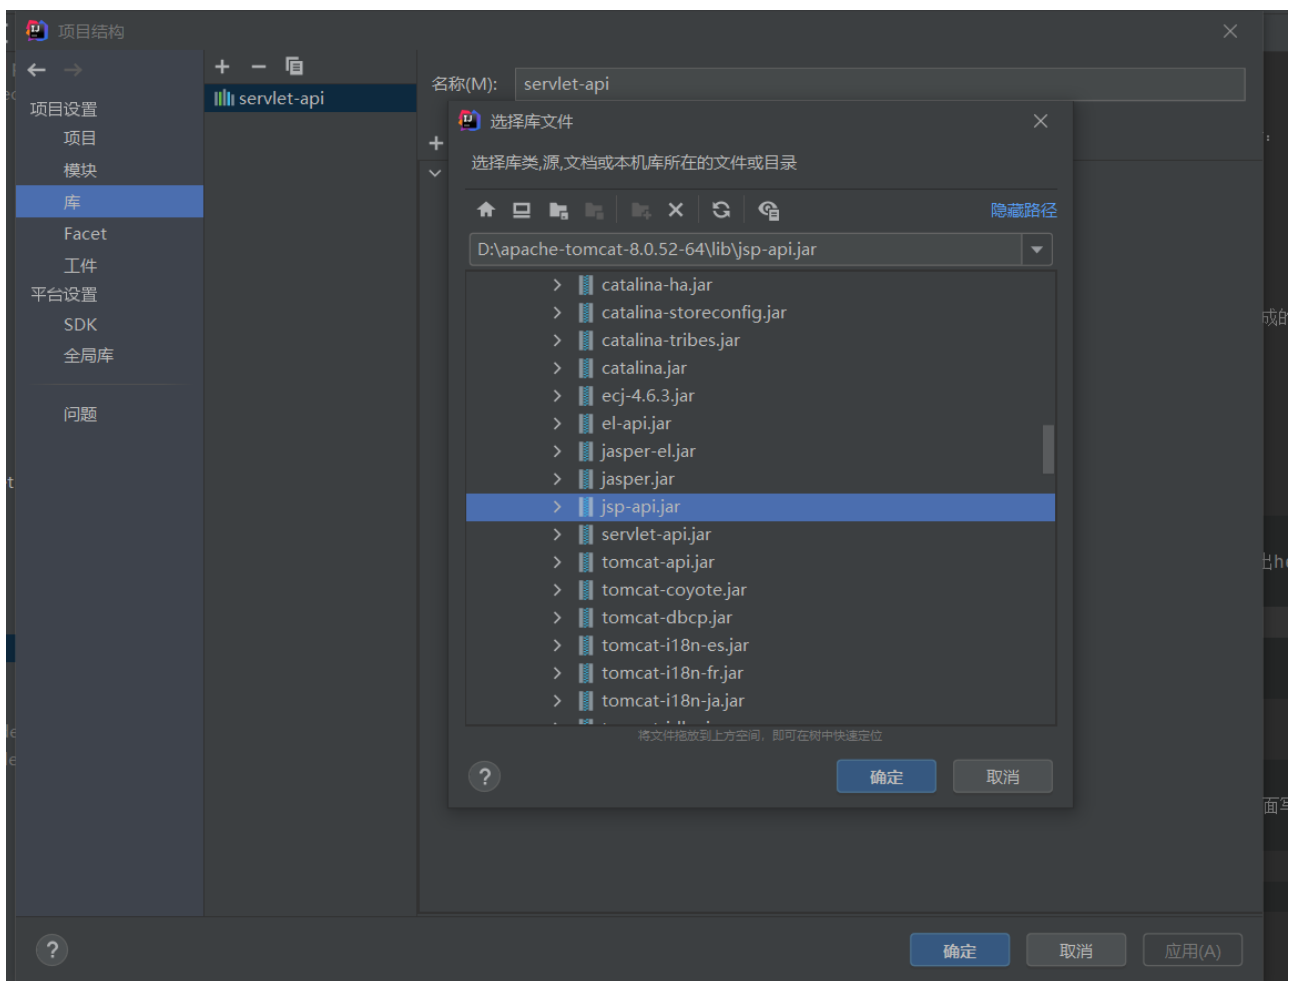 项目结构
项目设置
项目
模块
库
Facet
工件
平台设置
SDK
全局库
问题
servlet-api
名称(M): servlet-api
选择库文件
选择库类,源,文档或本机库所在的文件或目录
隐藏路径
D:\apache-tomcat-8.0.52-64\lib\jsp-api.jar
catalina-ha.jar
catalina-storeconfig.jar
catalina-tribes.jar
catalina.jar
ecj-4.6.3.jar
el-api.jar
jasper-el.jar
jasper.jar
jsp-api.jar
servlet-api.jar
tomcat-api.jar
tomcat-coyote.jar
tomcat-dbcp.jar
tomcat-i18n-es.jar
tomcat-i18n-fr.jar
tomcat-i18n-ja.jar
将文件拖放到上方空间，即可在树中快速定位
确定 取消
确定 取消 应用(A)